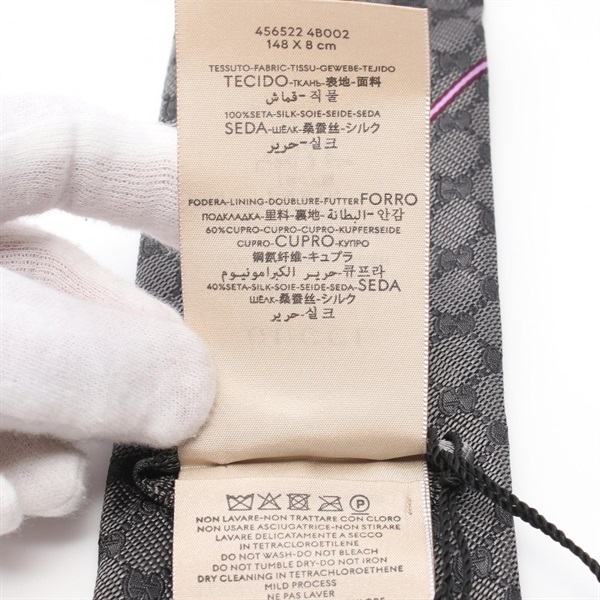 456522 4B002
148 X 8 cm
TESSUTO-FABRIC-TISSU-GEWEBE-TEJIDO
TECIDO-ТКАНЬ-表地-面料
قماش-직물
100%SETA-SILK-SOIE-SEIDE-SEDA
SEDA-ШЁЛК-桑蚕丝-シルク
حرير-실크
FODERA-LINING-DOUBLURE-FUTTER FORRO
ПОДКЛАДКА-里料-裏地-البطانة-안감
60%CUPRO-CUPRO-CUPRO-KUPFERSEIDE
CUPRO-CUPRO-КУПРО
铜氨纤维-キュプラ
حرير الكبرامونيوم-큐프라
40%SETA-SILK-SOIE-SEIDE-SEDA-SEDA
ШЁЛК-桑蚕丝-シルク
حرير-실크
NON LAVARE-NON TRATTARE CON CLORO
NON USARE ASCIUGATRICE-NON STIRARE
LAVARE DELICATAMENTE A SECCO
IN TETRACLOROETILENE
DO NOT WASH-DO NOT BLEACH
DO NOT TUMBLE DRY-DO NOT IRON
DRY CLEANING IN TETRACHLOROETHENE
MILD PROCESS
NE PAS LAVER